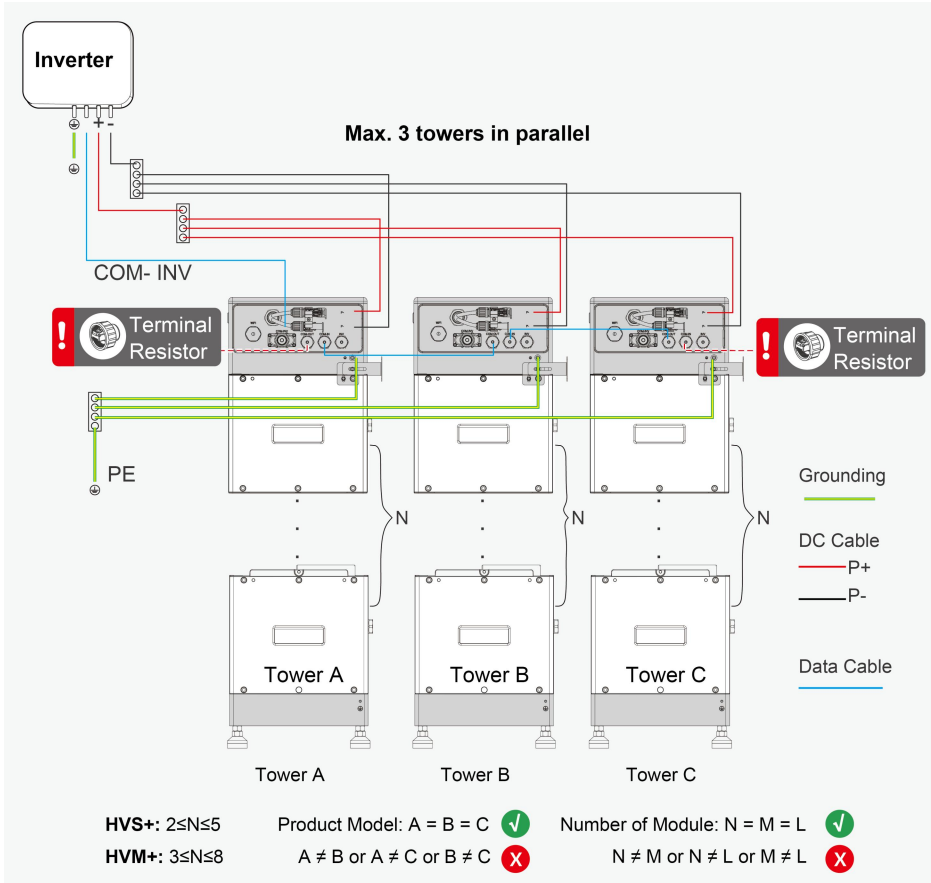 Inverter
+ -
Max. 3 towers in parallel
COM- INV
! Terminal
Resistor
! Terminal
Resistor
PE
N
N
N
Grounding
DC Cable
P+
P-
Data Cable
Tower A
Tower B
Tower C
Tower A
Tower B
Tower C
HVS+: 2≤N≤5
Product Model: A = B = C √
Number of Module: N = M = L √
HVM+: 3≤N≤8
A ≠ B or A ≠ C or B ≠ C X
N ≠ M or N ≠ L or M ≠ L X